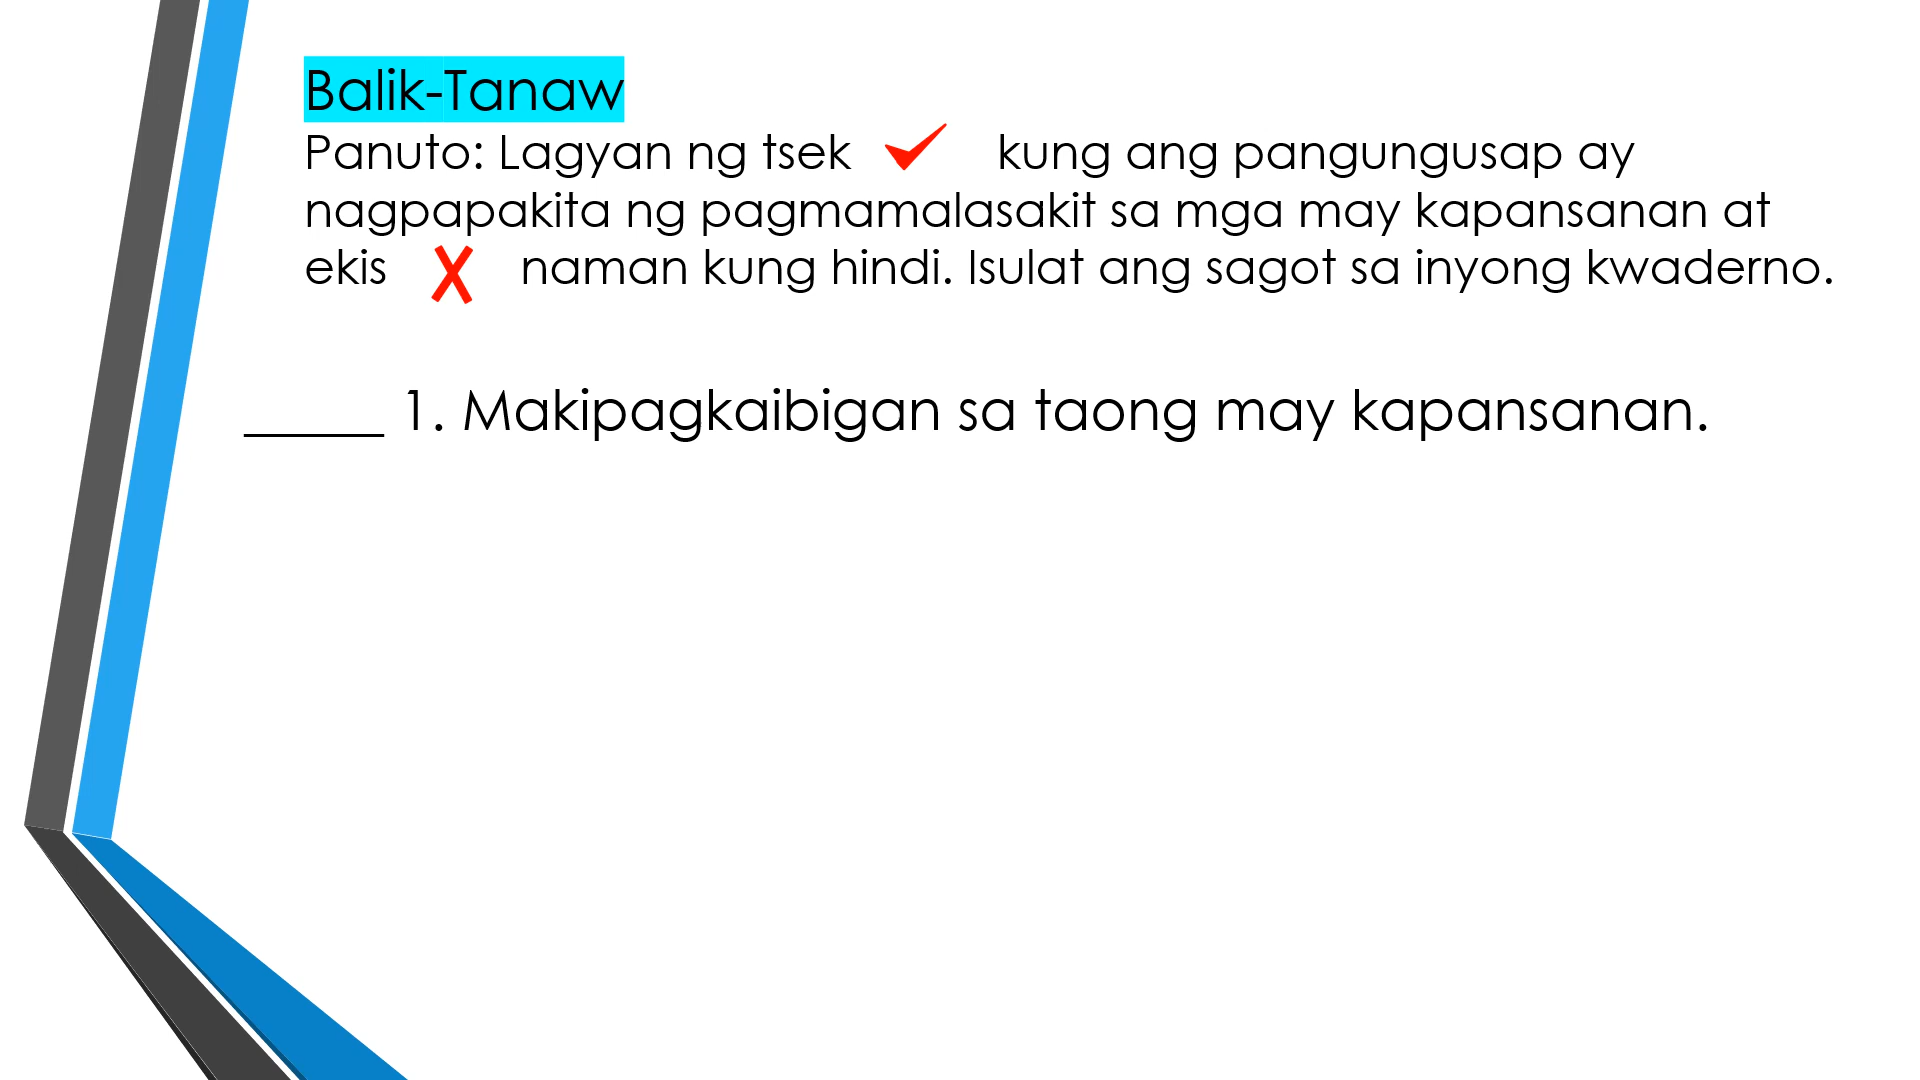 Balik-Tanaw
Panuto: Lagyan ng tsek ✓ kung ang pangungusap ay
nagpapakita ng pagmamalasakit sa mga may kapansanan at
ekis ✗ naman kung hindi. Isulat ang sagot sa inyong kwaderno.
_____ 1. Makipagkaibigan sa taong may kapansanan.